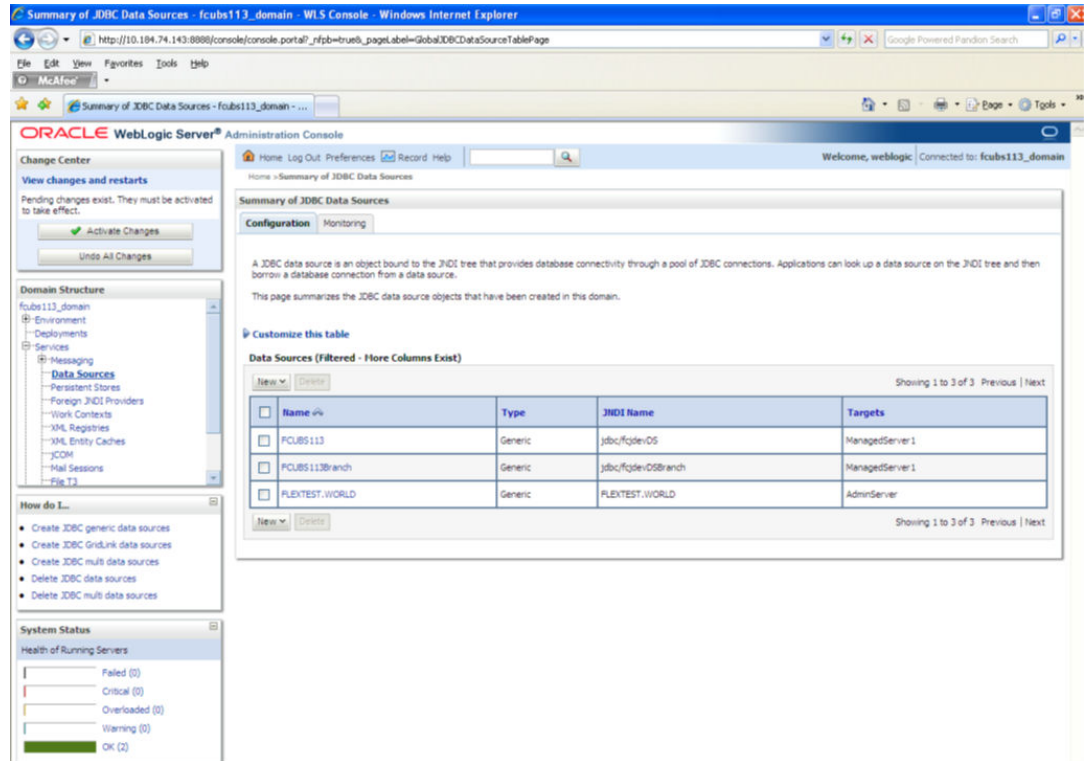 Summary of JDBC Data Sources - fcubs113_domain - WLS Console - Windows Internet Explorer
http://10.184.74.143:8888/console/console.portal?_nfpb=true&_pageLabel=GlobalJDBCDataSourceTablePage
Google Powered Pandion Search
File Edit View Favorites Tools Help
McAfee
Summary of JDBC Data Sources - fcubs113_domain - ...
Page Tools
ORACLE WebLogic Server® Administration Console
Change Center
View changes and restarts
Pending changes exist. They must be activated
to take effect.
Activate Changes
Undo All Changes
Domain Structure
fcubs113_domain
Environment
Deployments
Services
Messaging
Data Sources
Persistent Stores
Foreign JNDI Providers
Work Contexts
XML Registries
XML Entity Caches
jCOM
Mail Sessions
File T3
How do I...
Create JDBC generic data sources
Create JDBC GridLink data sources
Create JDBC multi data sources
Delete JDBC data sources
Delete JDBC multi data sources
System Status
Health of Running Servers
Failed (0)
Critical (0)
Overloaded (0)
Warning (0)
OK (2)
Home Log Out Preferences Record Help
Welcome, weblogic Connected to: fcubs113_domain
Home >Summary of JDBC Data Sources
Summary of JDBC Data Sources
Configuration Monitoring
A JDBC data source is an object bound to the JNDI tree that provides database connectivity through a pool of JDBC connections. Applications can look up a data source on the JNDI tree and then
borrow a database connection from a data source.
This page summarizes the JDBC data source objects that have been created in this domain.
Customize this table
Data Sources (Filtered - More Columns Exist)
New Delete Showing 1 to 3 of 3 Previous | Next
Name Type JNDI Name Targets
FCUBS113 Generic jdbc/fcjdevDS ManagedServer1
FCUBS113Branch Generic jdbc/fcjdevDSBranch ManagedServer1
FLEXTEST.WORLD Generic FLEXTEST.WORLD AdminServer
New Delete Showing 1 to 3 of 3 Previous | Next